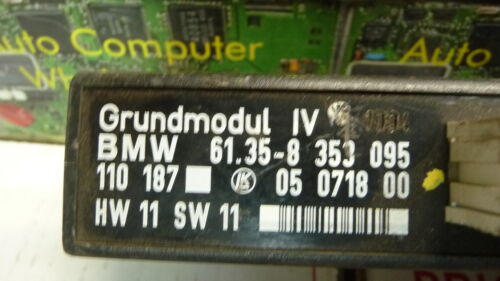 Auto Computer
Grundmodul IV
BMW 61.35-8 353 095
110 187 05 0718 00
HW 11 SW 11